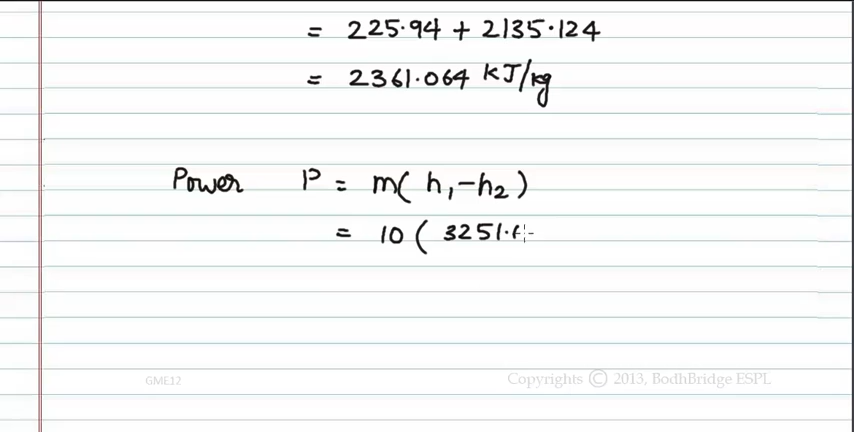 = 225.94 + 2135.124
= 2361.064 KJ/kg
Power P = m( h₁-h₂ )
= 10 ( 3251.
GME12 Copyrights © 2013, BodhBridge ESPL